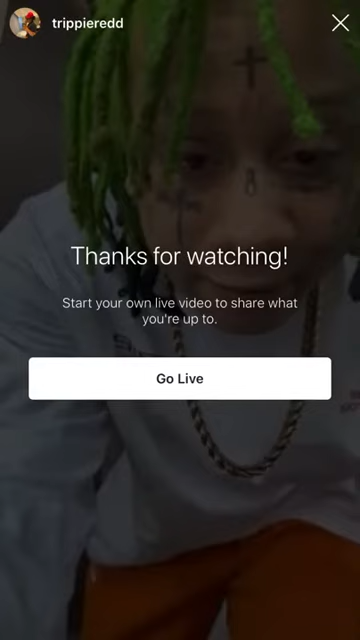 trippieredd
Thanks for watching!
Start your own live video to share what
you're up to.
Go Live